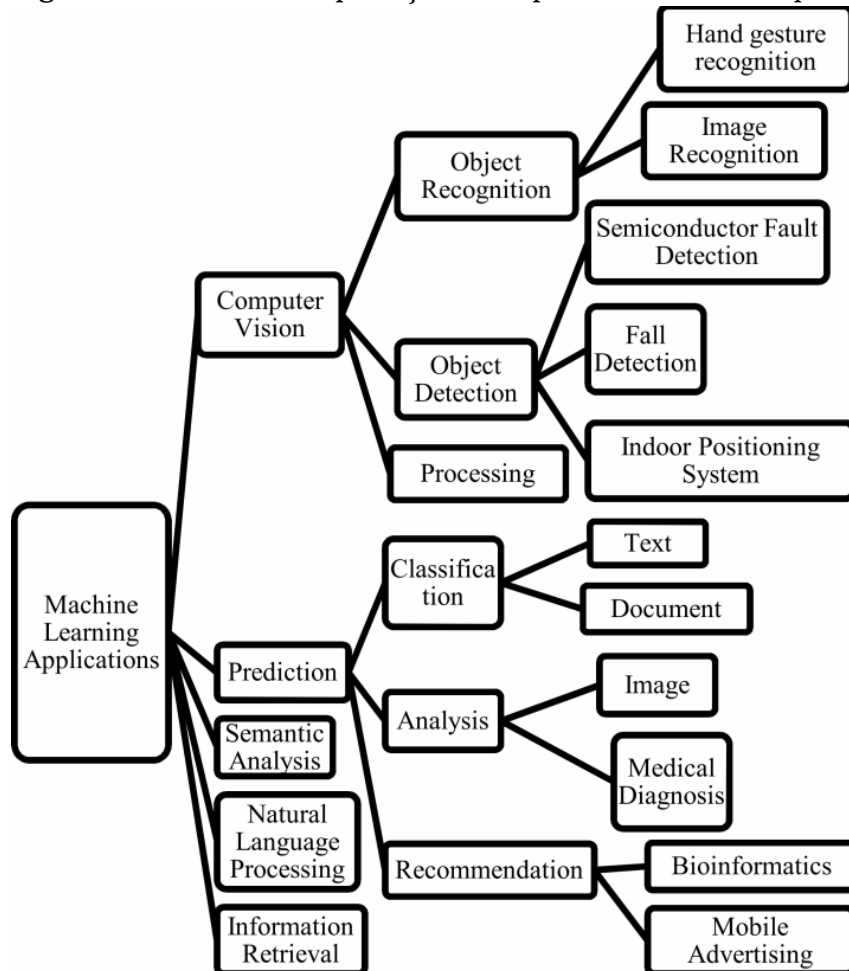 Hand gesture
recognition
Image
Recognition
Object
Recognition
Semiconductor Fault
Detection
Computer
Vision
Fall
Detection
Object
Detection
Indoor Positioning
System
Processing
Machine
Learning
Applications
Text
Classifica
tion
Document
Prediction
Image
Analysis
Semantic
Analysis
Medical
Diagnosis
Natural
Language
Processing
Recommendation
Bioinformatics
Information
Retrieval
Mobile
Advertising